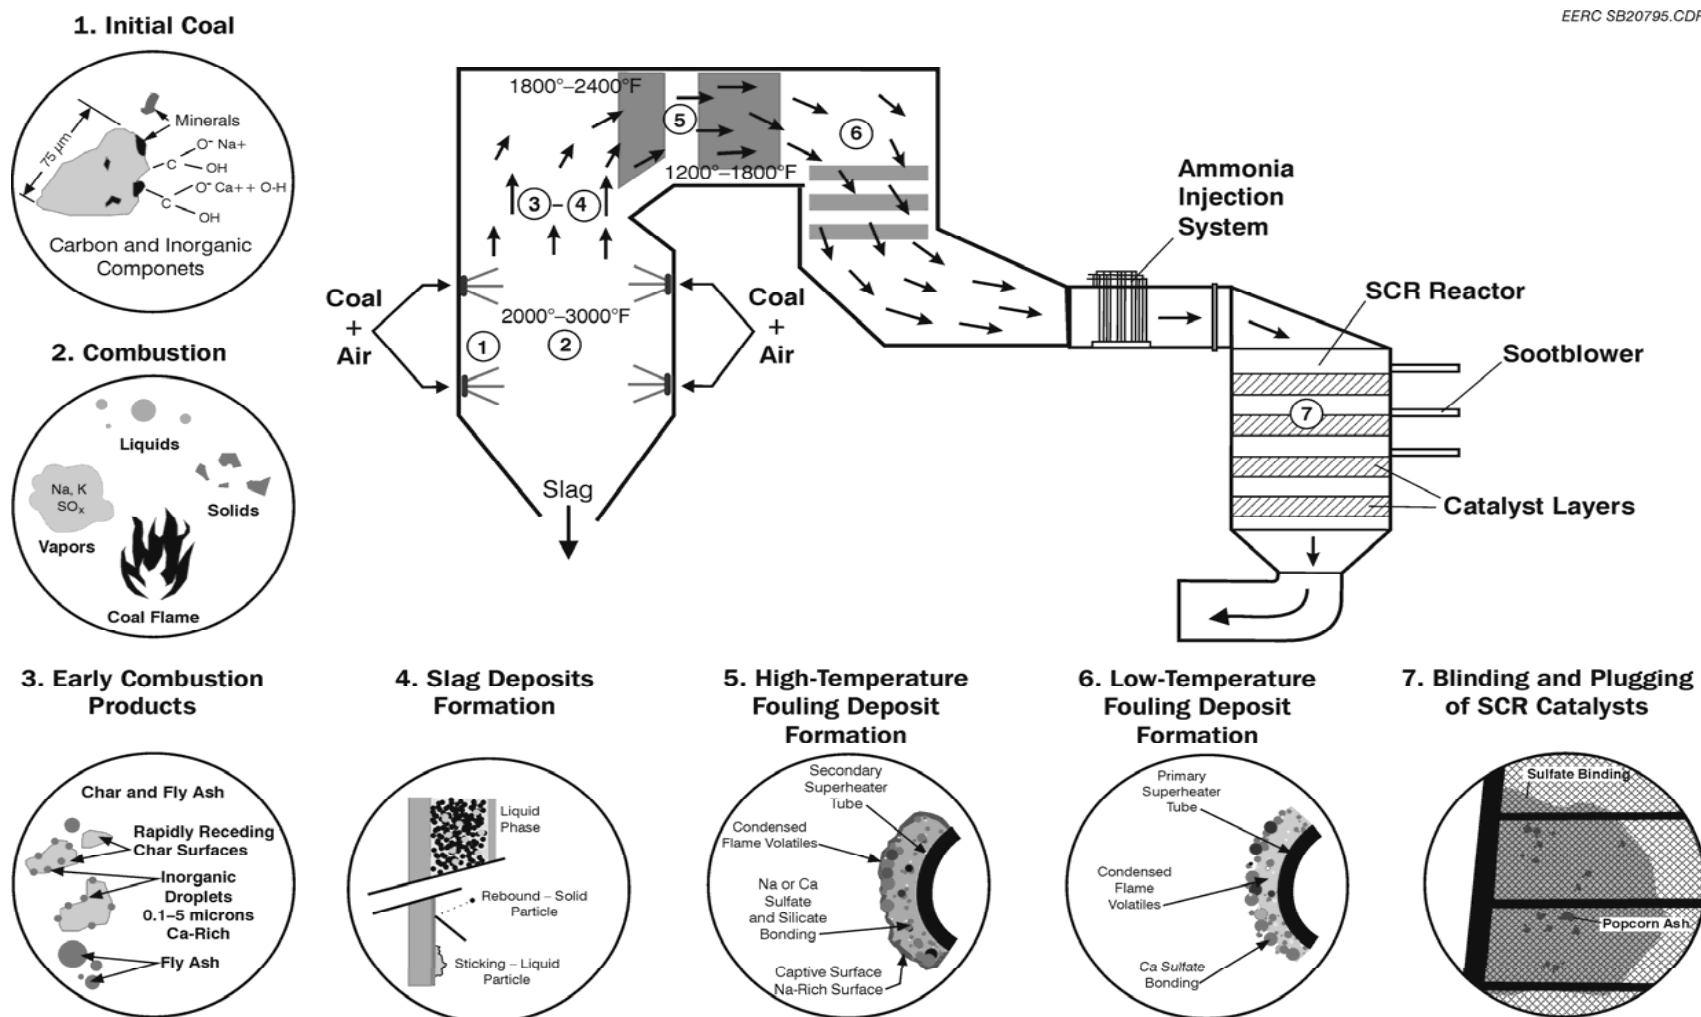 EERC SB20795.CDR
1. Initial Coal
75 µm
Minerals
O⁻ Na+
C
OH
O⁻ Ca++ O-H
C
OH
Carbon and Inorganic
Componets
2. Combustion
Liquids
Na, K
SOₓ
Solids
Vapors
Coal Flame
1800°–2400°F
5
6
1200°–1800°F
3 – 4
Coal
+
Air
2000°–3000°F
1
2
Coal
+
Air
Slag
Ammonia
Injection
System
SCR Reactor
Sootblower
7
Catalyst Layers
3. Early Combustion
Products
Char and Fly Ash
Rapidly Receding
Char Surfaces
Inorganic
Droplets
0.1–5 microns
Ca-Rich
Fly Ash
4. Slag Deposits
Formation
Liquid
Phase
Rebound – Solid
Particle
Sticking – Liquid
Particle
5. High-Temperature
Fouling Deposit
Formation
Secondary
Superheater
Tube
Condensed
Flame Volatiles
Na or Ca
Sulfate
and Silicate
Bonding
Captive Surface
Na-Rich Surface
6. Low-Temperature
Fouling Deposit
Formation
Primary
Superheater
Tube
Condensed
Flame
Volatiles
Ca Sulfate
Bonding
7. Blinding and Plugging
of SCR Catalysts
Sulfate Binding
Popcorn Ash